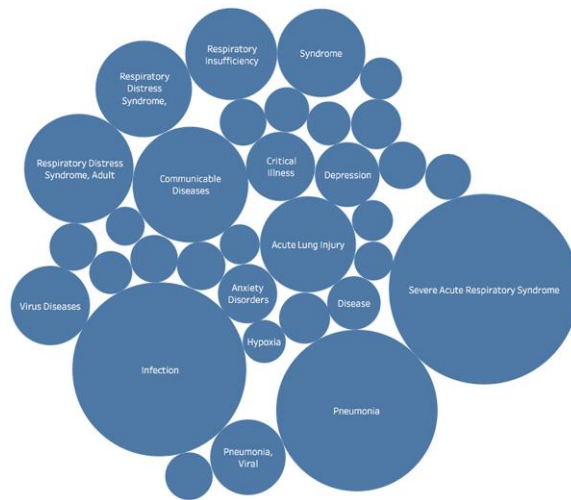 Respiratory
Insufficiency
Syndrome
Respiratory
Distress
Syndrome,
Respiratory Distress
Syndrome, Adult
Communicable
Diseases
Critical
Illness
Depression
Acute Lung Injury
Severe Acute Respiratory Syndrome
Virus Diseases
Anxiety
Disorders
Disease
Hypoxia
Infection
Pneumonia
Pneumonia,
Viral